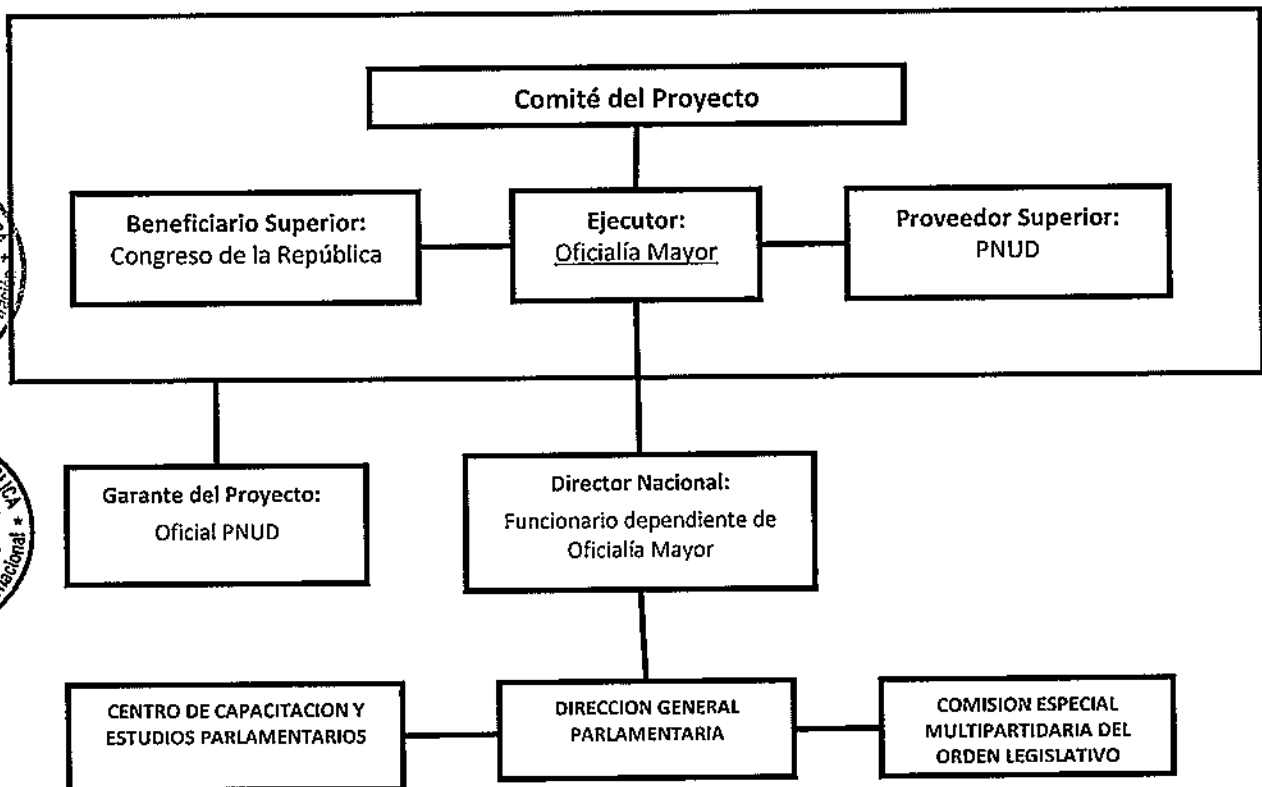 Comité del Proyecto
Beneficiario Superior:
Congreso de la República
Ejecutor:
Oficialía Mayor
Proveedor Superior:
PNUD
Garante del Proyecto:
Oficial PNUD
Director Nacional:
Funcionario dependiente de
Oficialía Mayor
CENTRO DE CAPACITACION Y
ESTUDIOS PARLAMENTARIOS
DIRECCION GENERAL
PARLAMENTARIA
COMISION ESPECIAL
MULTIPARTIDARIA DEL
ORDEN LEGISLATIVO